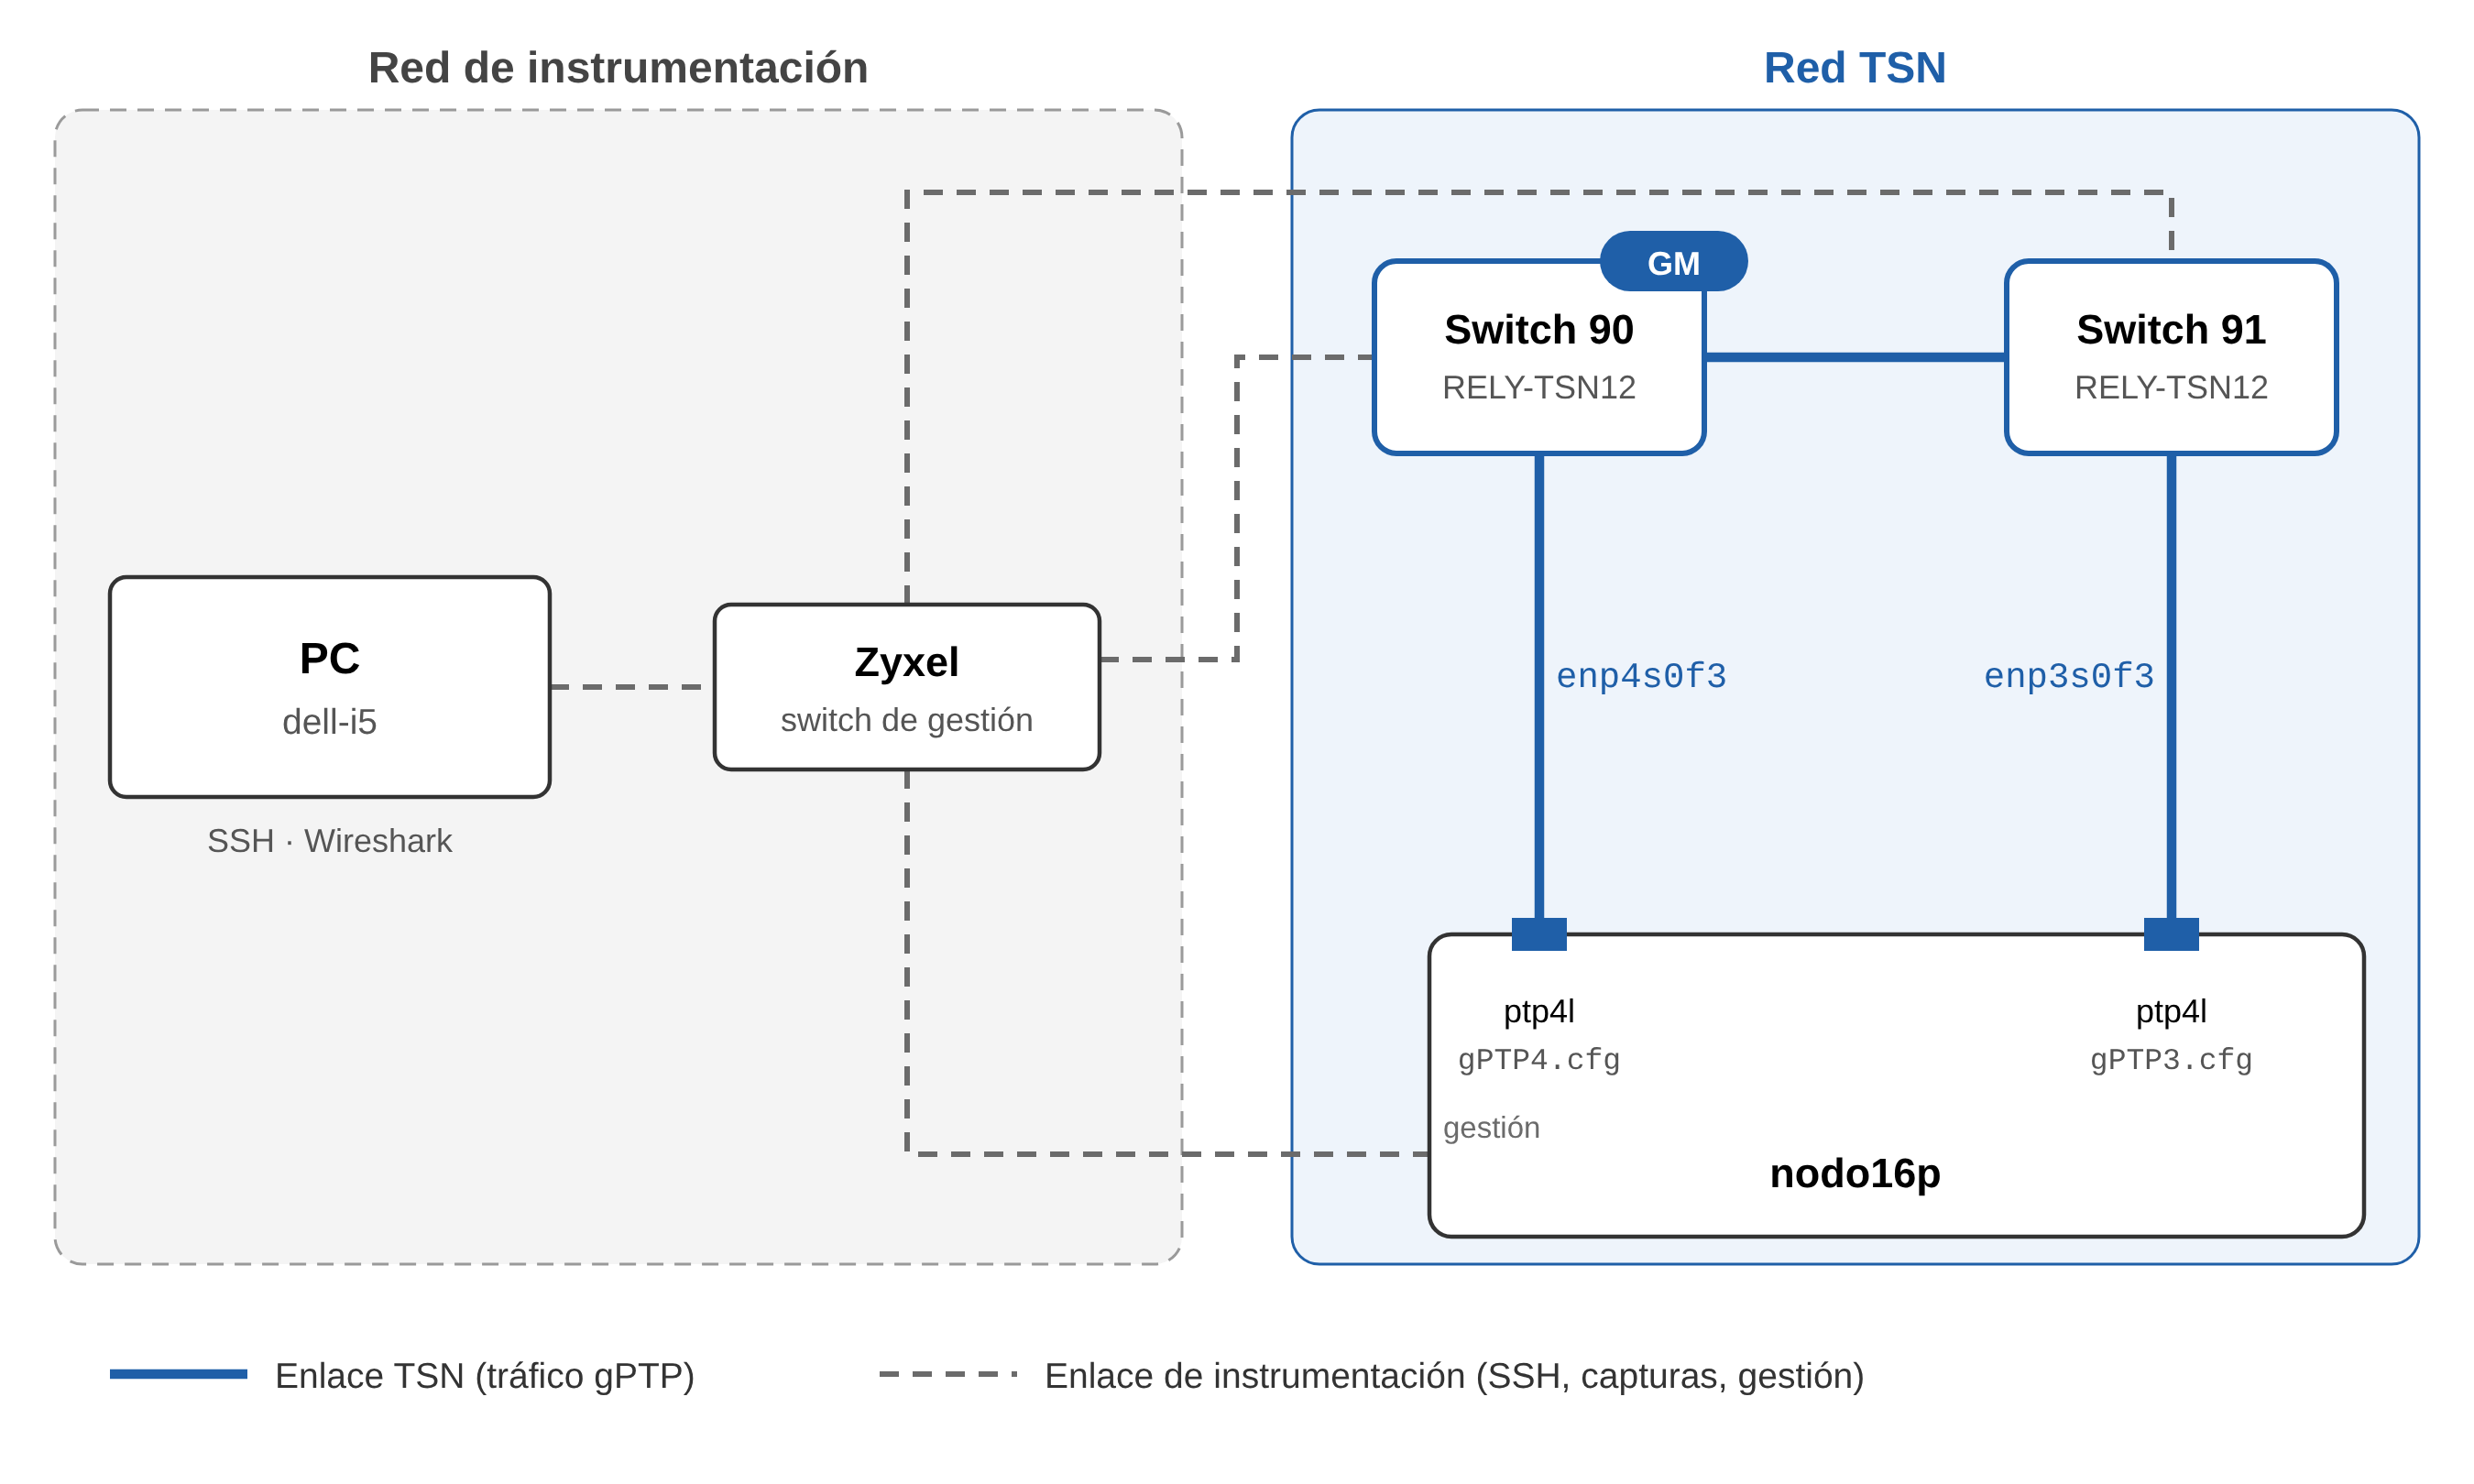 Red de instrumentación
Red TSN
GM
Switch 90
RELY-TSN12
Switch 91
RELY-TSN12
PC
dell-i5
SSH · Wireshark
Zyxel
switch de gestión
enp4s0f3
enp3s0f3
ptp4l
gPTP4.cfg
ptp4l
gPTP3.cfg
gestión
nodo16p
Enlace TSN (tráfico gPTP)
Enlace de instrumentación (SSH, capturas, gestión)